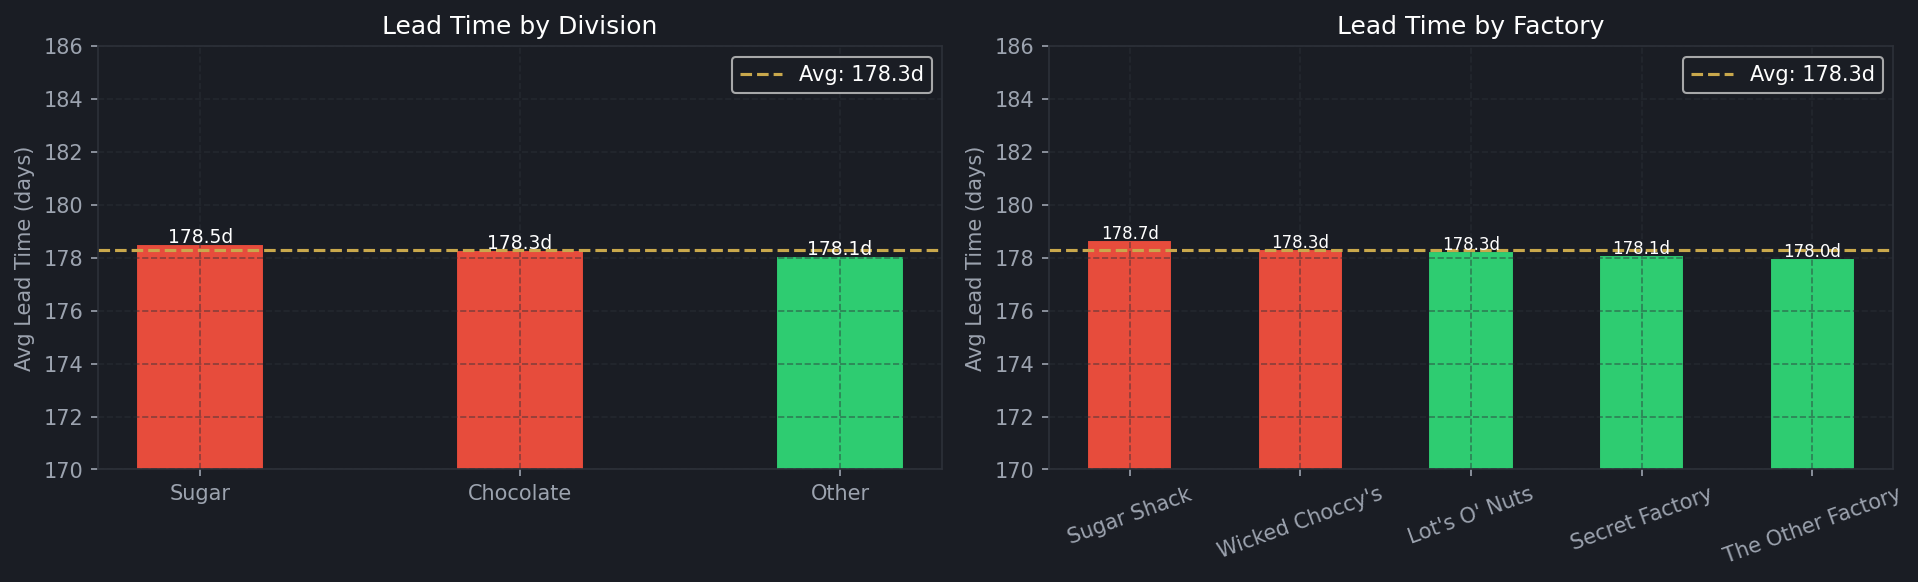 Lead Time by Division
Avg: 178.3d
Avg Lead Time (days)
186
184
182
180
178
176
174
172
170
178.5d
178.3d
178.1d
Sugar
Chocolate
Other
Lead Time by Factory
Avg: 178.3d
Avg Lead Time (days)
186
184
182
180
178
176
174
172
170
178.7d
178.3d
178.3d
178.1d
178.0d
Sugar Shack
Wicked Choccy's
Lot's O' Nuts
Secret Factory
The Other Factory